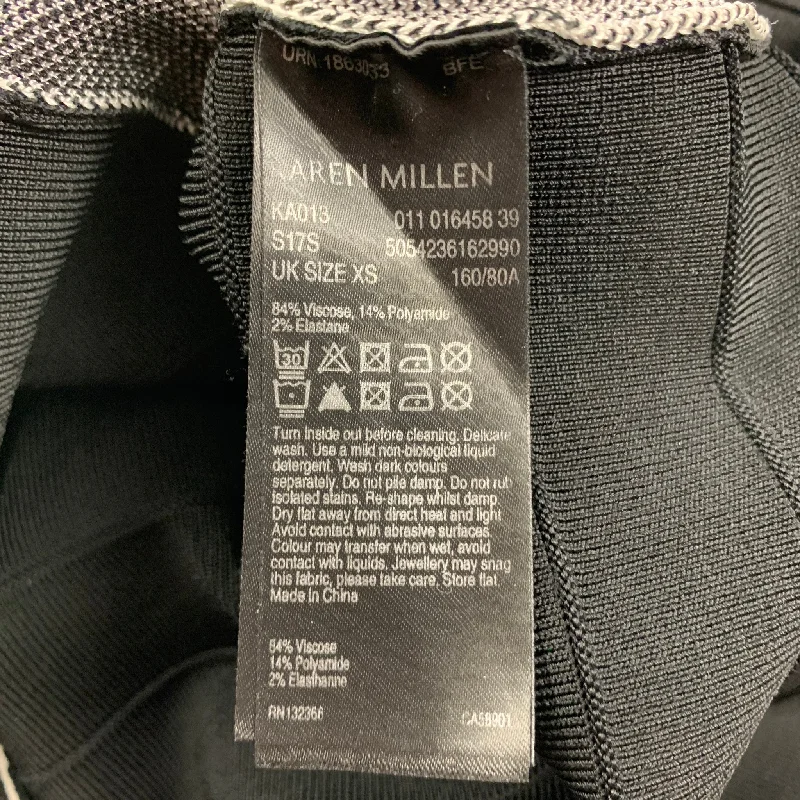 URN 1863033 BFE
KAREN MILLEN
KA013 011 016458 39
S17S 5054236162990
UK SIZE XS 160/80A
84% Viscose, 14% Polyamide
2% Elastane
30
Turn inside out before cleaning. Delicate
wash. Use a mild non-biological liquid
detergent. Wash dark colours
separately. Do not pile damp. Do not rub
isolated stains. Re-shape whilst damp.
Dry flat away from direct heat and light
Avoid contact with abrasive surfaces.
Colour may transfer when wet, avoid
contact with liquids. Jewellery may snag
this fabric, please take care. Store flat.
Made in China
84% Viscose
14% Polyamide
2% Elasthanne
RN132366 CA58901